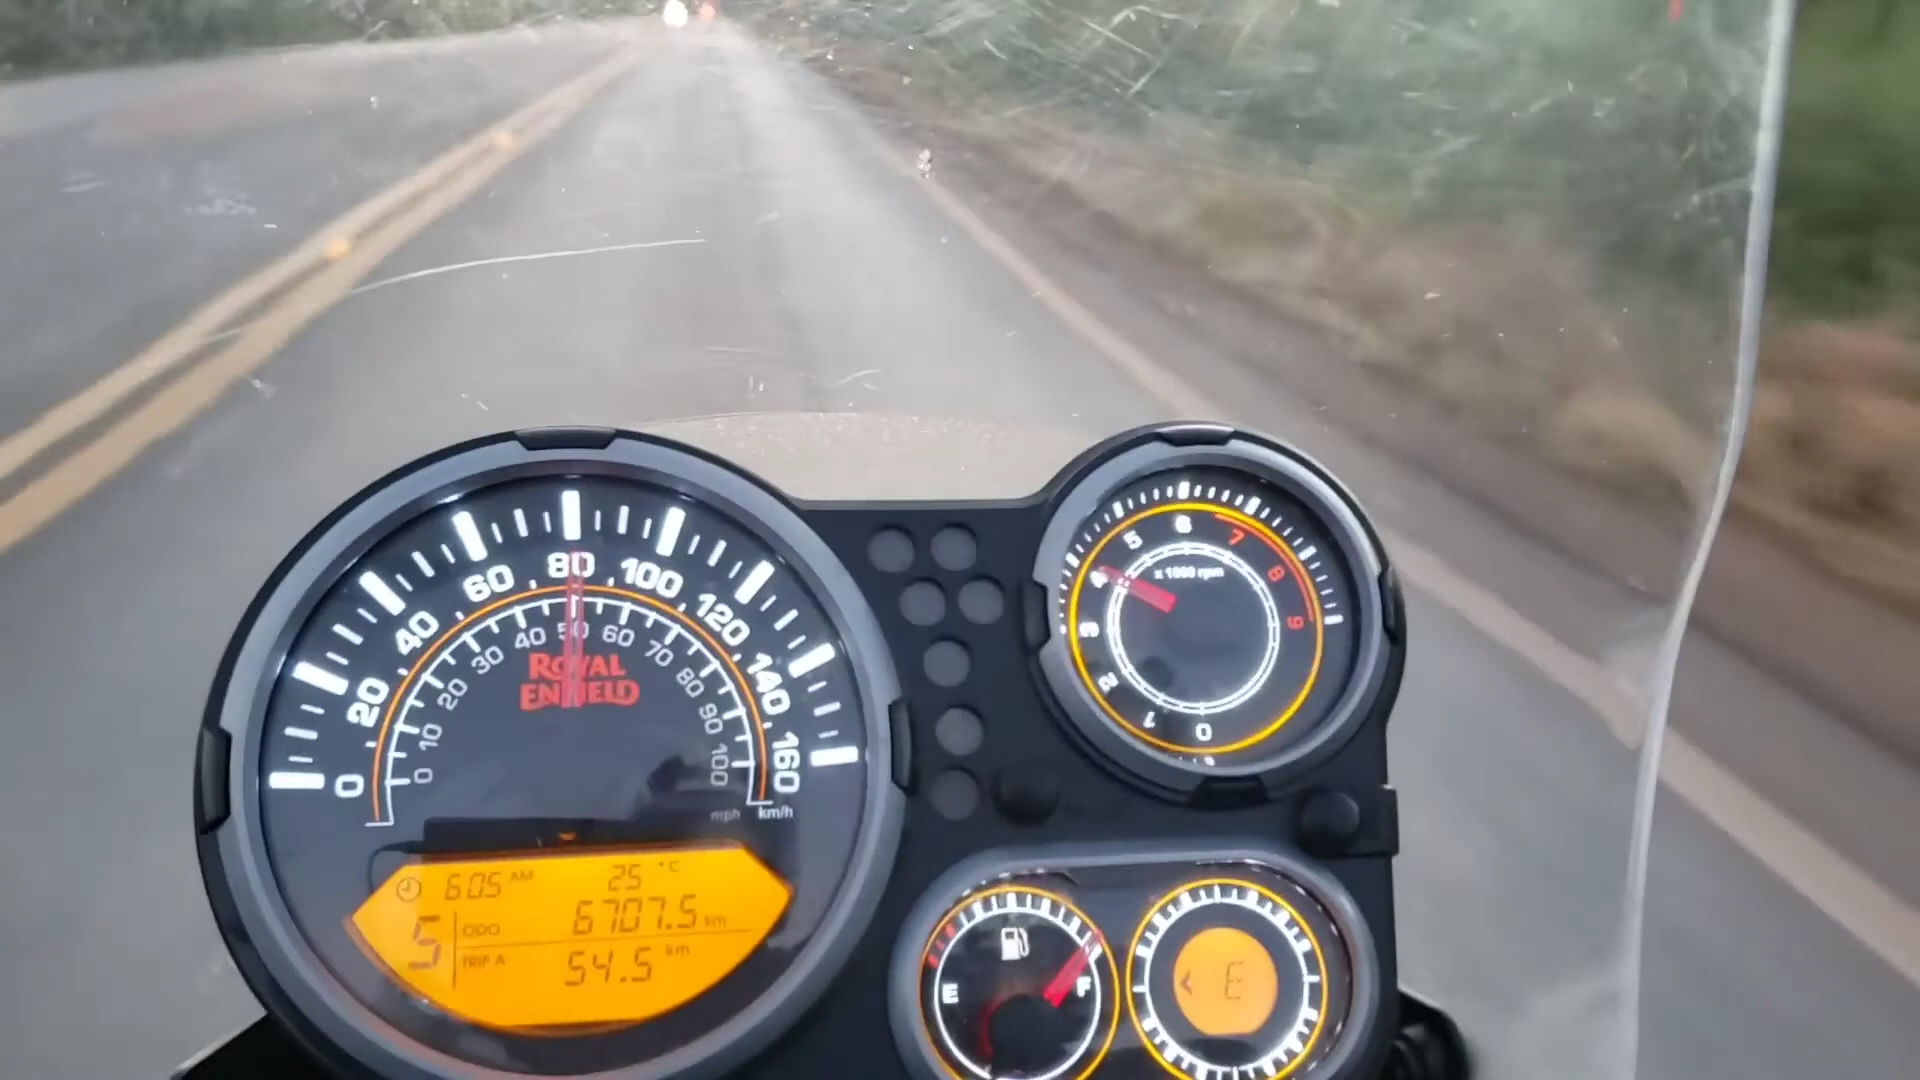 0 20 40 60 80 100 120 140 160
0 10 20 30 40 50 60 70 80 90 100
ROYAL
ENFIELD
mph km/h
6:05 AM 25 °C
5 ODO 6707.5 km
TRIP A 54.5 km
0 1 2 3 4 5 6 7 8 9
x 1000 rpm
E F
< E